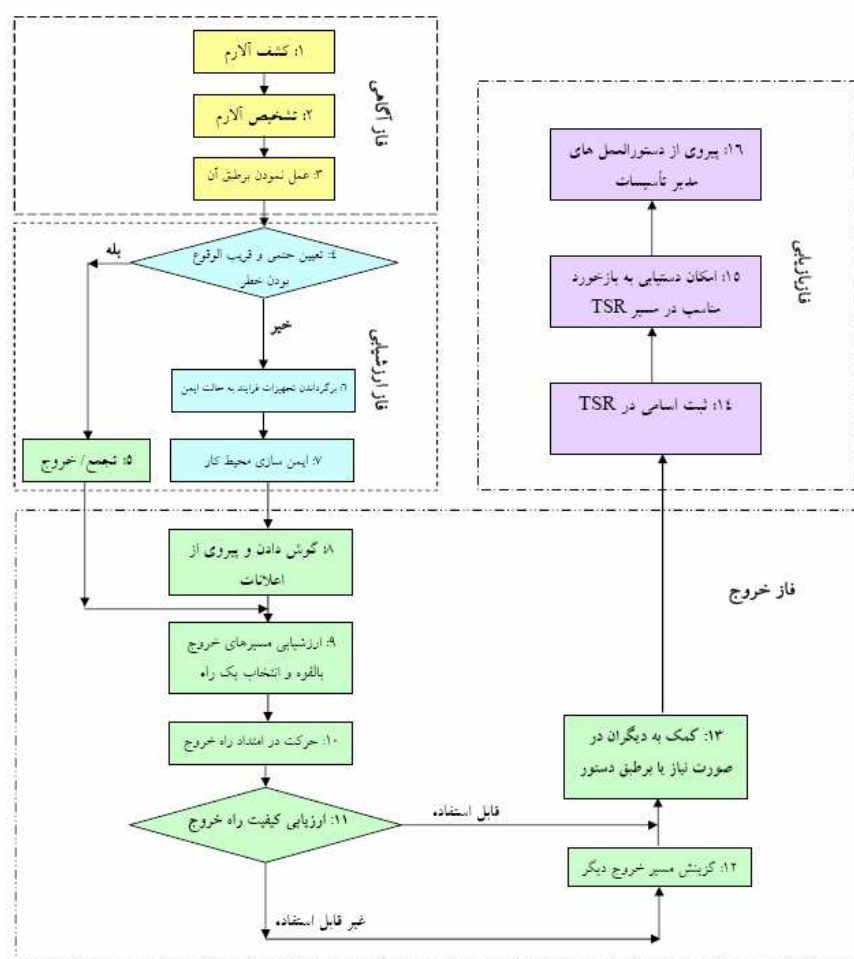 ۱: کشف آلارم
۲: تشخیص آلارم
۳: عمل نمودن برطبق آن
فاز آگاهی
۴: تعیین حتمی و قریب الوقوع
بودن خطر
بله
خیر
۶: برگرداندن تجهیزات فرایند به حالت ایمن
۵: تجمع/ خروج
۷: ایمن سازی محیط کار
فاز ارزشیابی
۸: گوش دادن و پیروی از
اعلانات
۹: ارزشیابی مسیرهای خروج
بالقوه و انتخاب یک راه
۱۰: حرکت در امتداد راه خروج
۱۱: ارزیابی کیفیت راه خروج
قابل استفاده
غیر قابل استفاده
۱۲: گزینش مسیر خروج دیگر
۱۳: کمک به دیگران در
صورت نیاز یا برطبق دستور
فاز خروج
۱۴: ثبت اسامی در TSR
۱۵: امکان دستیابی به بازخورد
مناسب در مسیر TSR
۱۶: پیروی از دستورالعمل های
مدیر تأسیسات
فازبازیابی